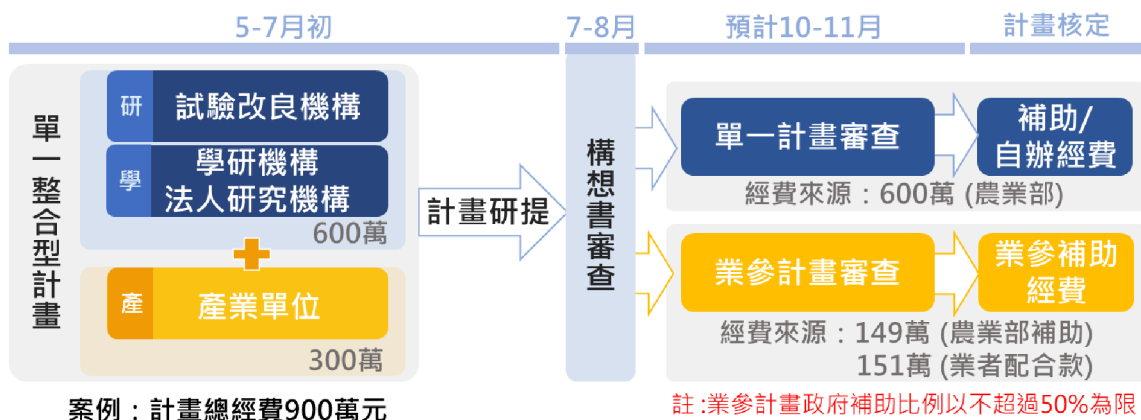 5-7月初
7-8月
預計10-11月
計畫核定
單一整合型計畫
研
試驗改良機構
學
學研機構
法人研究機構
600萬
產
產業單位
300萬
案例：計畫總經費900萬元
計畫研提
構想書審查
單一計畫審查
補助/
自辦經費
經費來源：600萬 (農業部)
業參計畫審查
業參補助
經費
經費來源：149萬 (農業部補助)
151萬 (業者配合款)
註:業參計畫政府補助比例以不超過50%為限